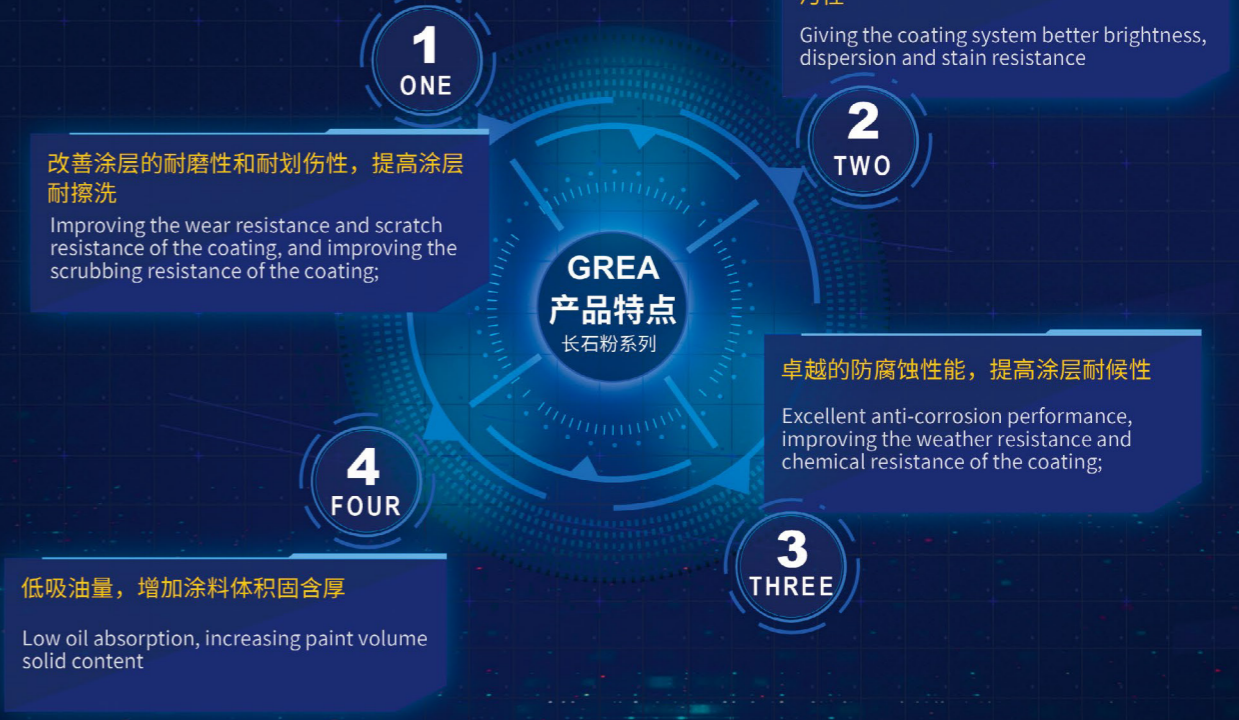 1
ONE
改善涂层的耐磨性和耐划伤性，提高涂层
耐擦洗
Improving the wear resistance and scratch
resistance of the coating, and improving the
scrubbing resistance of the coating;
Giving the coating system better brightness,
dispersion and stain resistance
2
TWO
GREA
产品特点
长石粉系列
卓越的防腐蚀性能，提高涂层耐候性
Excellent anti-corrosion performance,
improving the weather resistance and
chemical resistance of the coating;
3
THREE
4
FOUR
低吸油量，增加涂料体积固含厚
Low oil absorption, increasing paint volume
solid content